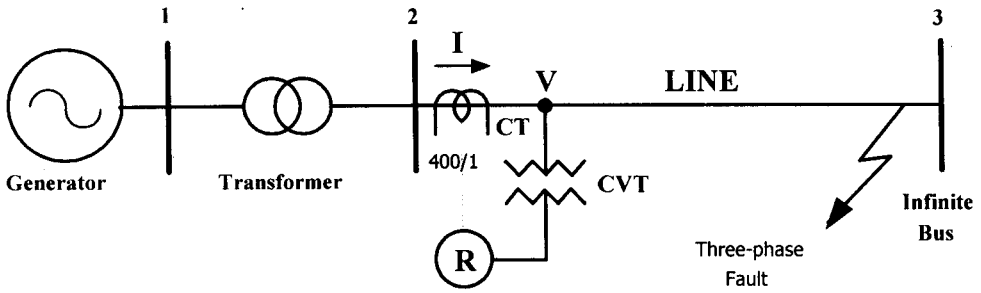 1
2
3
I
V
LINE
CT
400/1
CVT
Generator
Transformer
R
Infinite
Bus
Three-phase
Fault